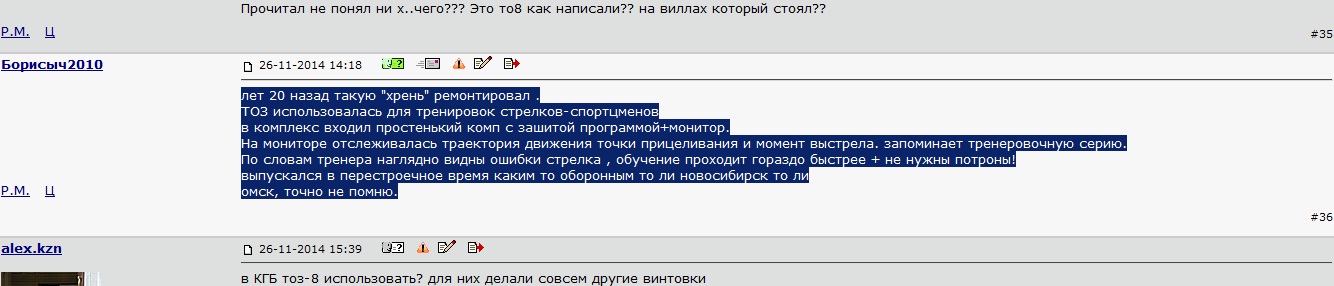 Прочитал не понял ни х..чего??? Это то8 как написали?? на виллах который стоял??
P.M. Ц
#35
Борисыч2010
26-11-2014 14:18
лет 20 назад такую "хрень" ремонтировал .
ТОЗ использовалась для тренировок стрелков-спортцменов
в комплекс входил простенький комп с зашитой программой+монитор.
На мониторе отслеживалась траектория движения точки прицеливания и момент выстрела. запоминает тренеровочную серию.
По словам тренера наглядно видны ошибки стрелка , обучение проходит гораздо быстрее + не нужны потроны!
выпускался в перестроечное время каким то оборонным то ли новосибирск то ли
омск, точно не помню.
P.M. Ц
#36
alex.kzn
26-11-2014 15:39
в КГБ тоз-8 использовать? для них делали совсем другие винтовки